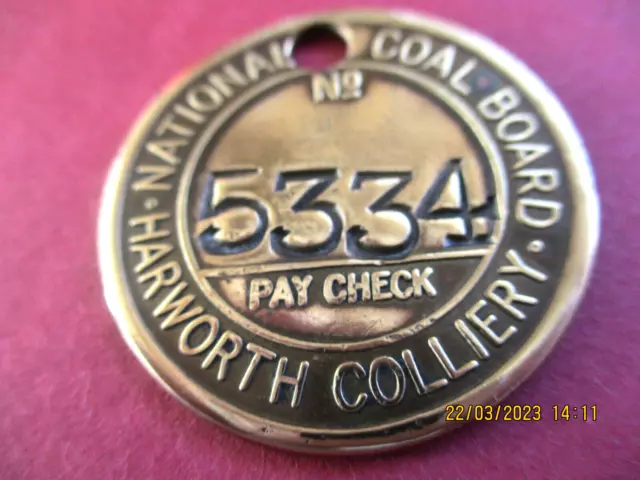 · NATIONAL COAL · BOARD ·
Nº
5334
PAY CHECK
HARWORTH COLLIERY
22/03/2023 14:11